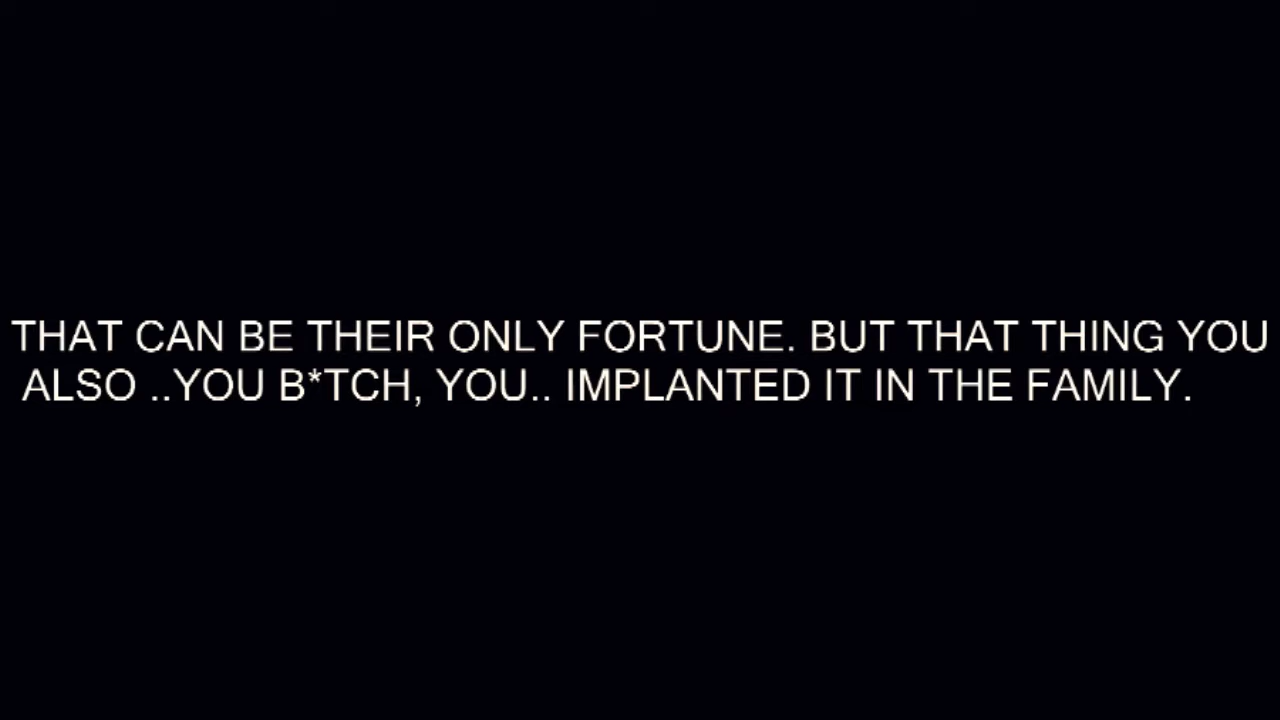 THAT CAN BE THEIR ONLY FORTUNE. BUT THAT THING YOU
ALSO ..YOU B*TCH, YOU.. IMPLANTED IT IN THE FAMILY.